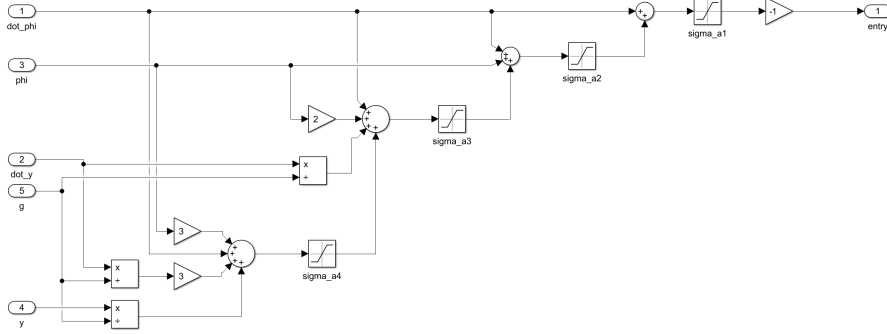 1
dot_phi
+
+
sigma_a1
-1
1
entry
3
phi
+
+
+
sigma_a2
2
+
+
+
+
sigma_a3
2
dot_y
5
g
x
÷
3
+
+
+
+
sigma_a4
x
÷
3
4
y
x
÷